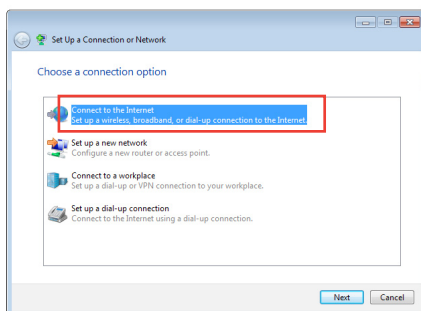 Set Up a Connection or Network
Choose a connection option
Connect to the Internet
Set up a wireless, broadband, or dial-up connection to the Internet.
Set up a new network
Configure a new router or access point.
Connect to a workplace
Set up a dial-up or VPN connection to your workplace.
Set up a dial-up connection
Connect to the Internet using a dial-up connection.
Next Cancel